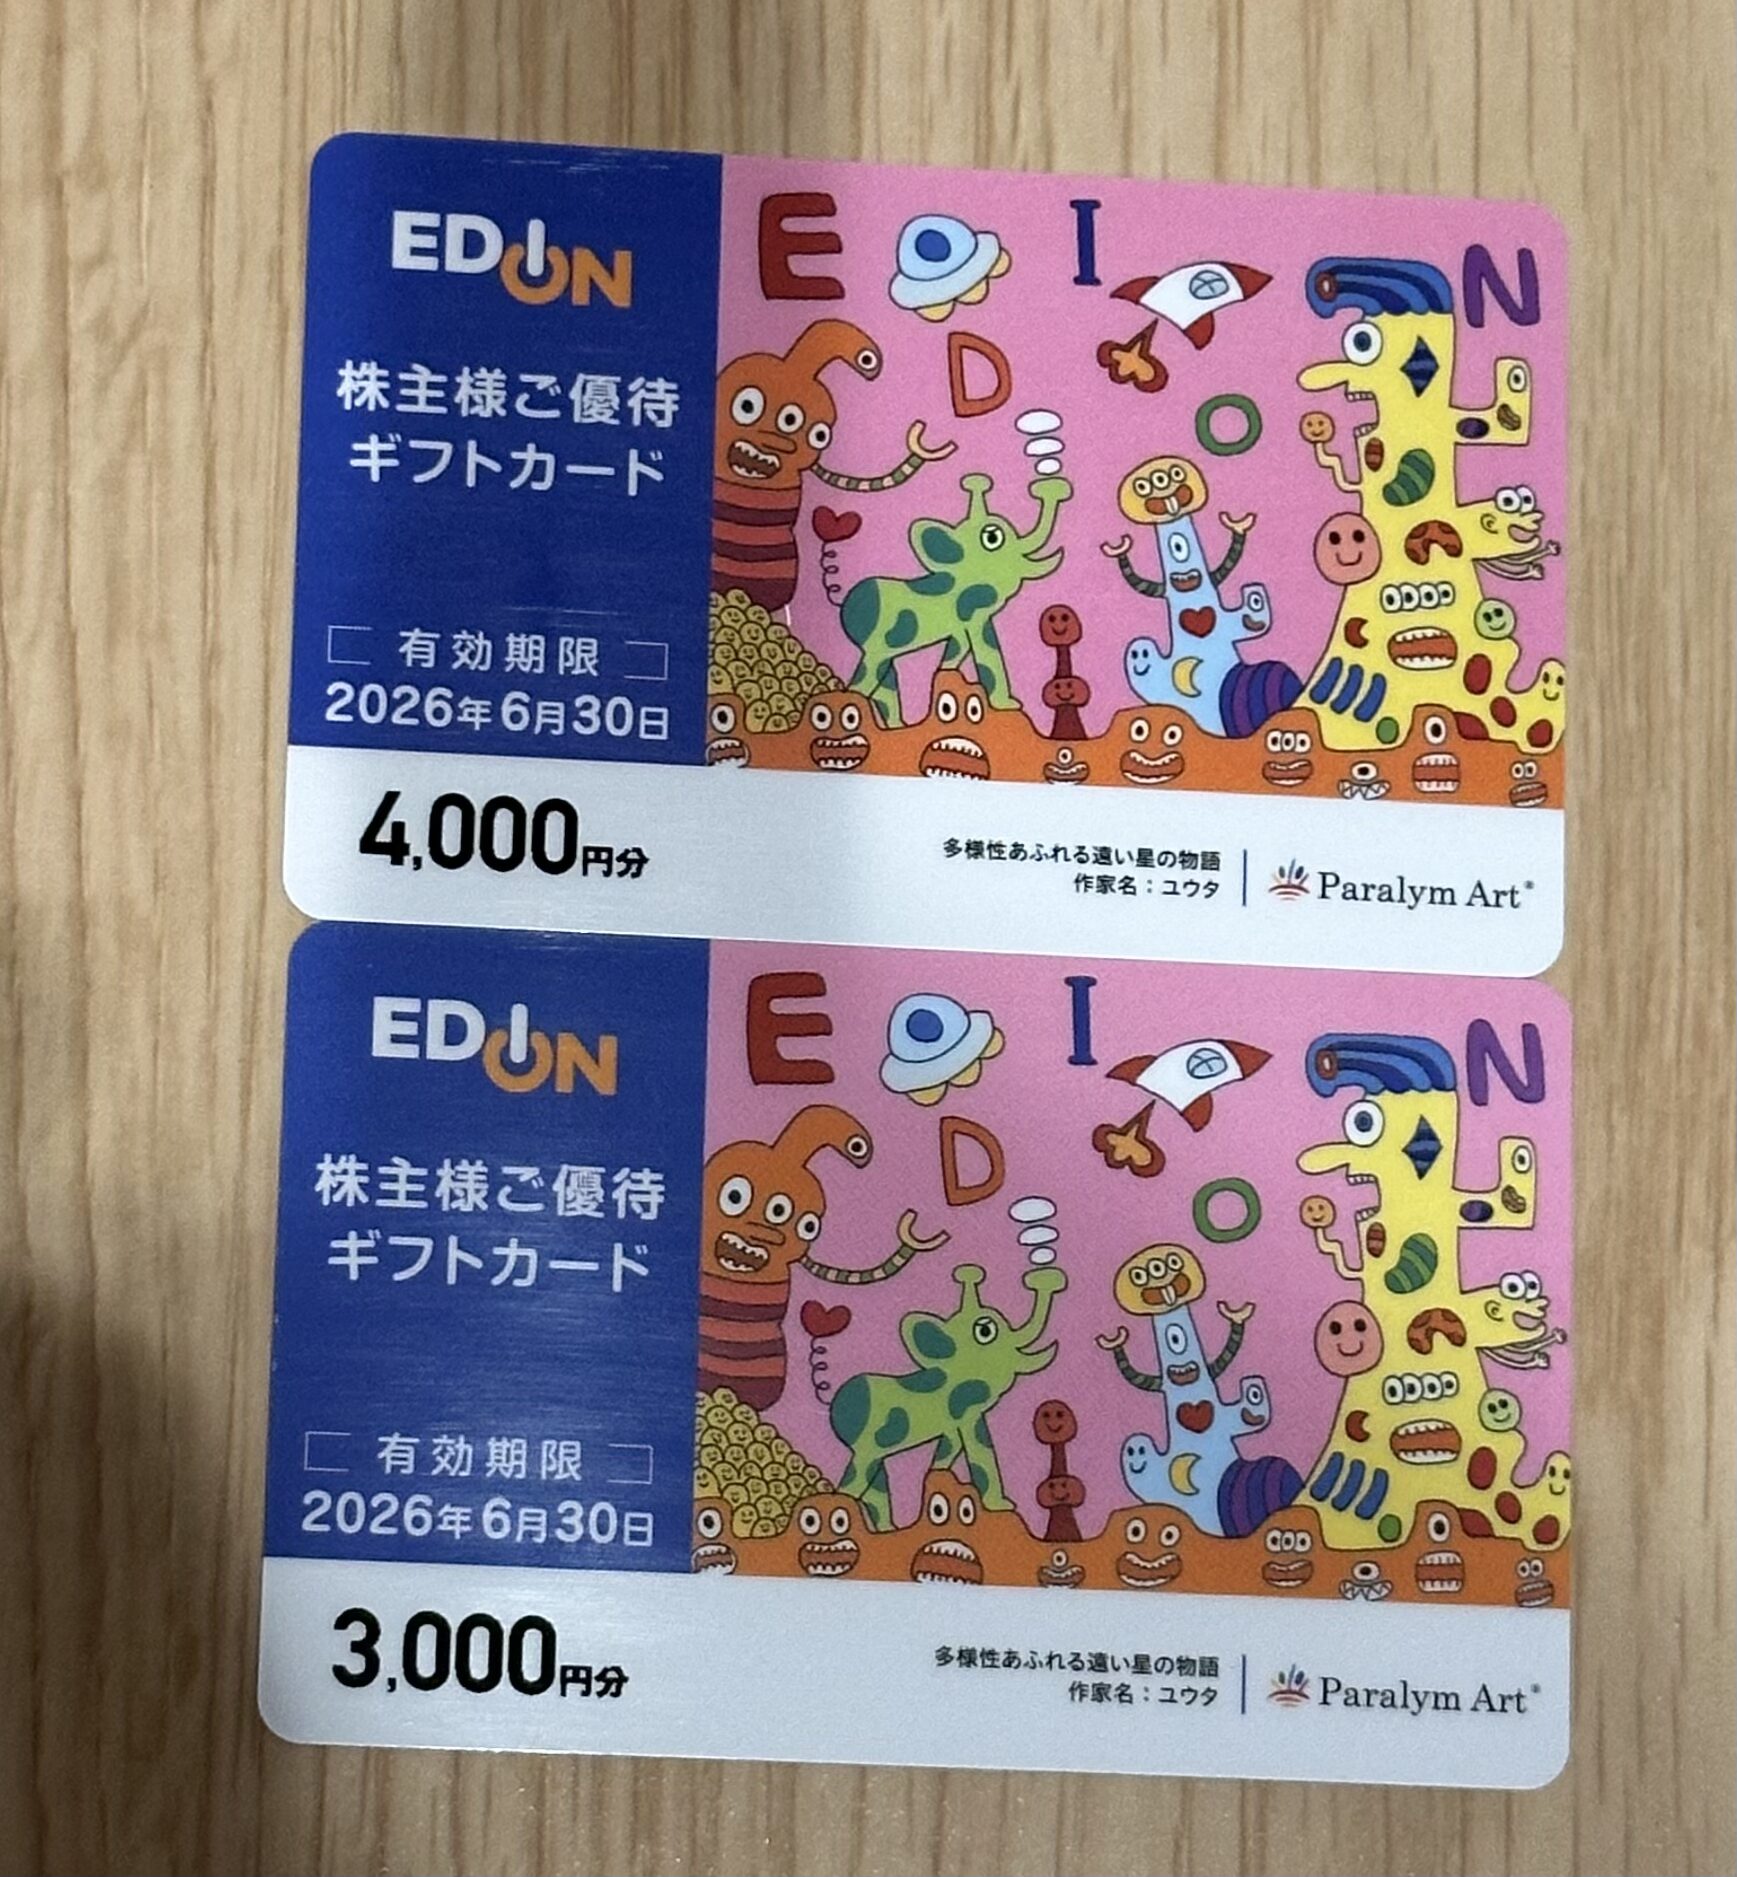 EDION
株主様ご優待
ギフトカード
有効期限
2026年6月30日
E D I O N
4,000円分
多様性あふれる遠い星の物語
作家名：ユウタ
Paralym Art®
EDION
株主様ご優待
ギフトカード
有効期限
2026年6月30日
E D I O N
3,000円分
多様性あふれる遠い星の物語
作家名：ユウタ
Paralym Art®